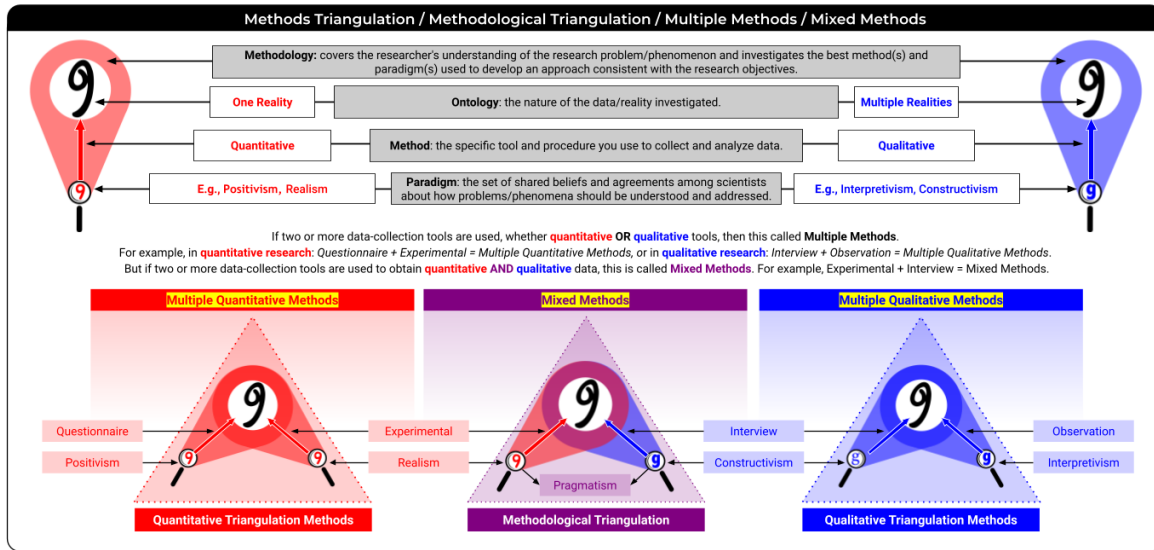 Methods Triangulation / Methodological Triangulation / Multiple Methods / Mixed Methods
Methodology: covers the researcher's understanding of the research problem/phenomenon and investigates the best method(s) and
paradigm(s) used to develop an approach consistent with the research objectives.
9
9
One Reality
Ontology: the nature of the data/reality investigated.
Multiple Realities
Quantitative
Method: the specific tool and procedure you use to collect and analyze data.
Qualitative
9
E.g., Positivism, Realism
Paradigm: the set of shared beliefs and agreements among scientists
about how problems/phenomena should be understood and addressed.
E.g., Interpretivism, Constructivism
g
If two or more data-collection tools are used, whether quantitative OR qualitative tools, then this called Multiple Methods.
For example, in quantitative research: Questionnaire + Experimental = Multiple Quantitative Methods, or in qualitative research: Interview + Observation = Multiple Qualitative Methods.
But if two or more data-collection tools are used to obtain quantitative AND qualitative data, this is called Mixed Methods. For example, Experimental + Interview = Mixed Methods.
Multiple Quantitative Methods
Mixed Methods
Multiple Qualitative Methods
9
9
9
Questionnaire
Experimental
Interview
Observation
Positivism
9
9
Realism
9
g
Constructivism
g
g
Interpretivism
Pragmatism
Quantitative Triangulation Methods
Methodological Triangulation
Qualitative Triangulation Methods